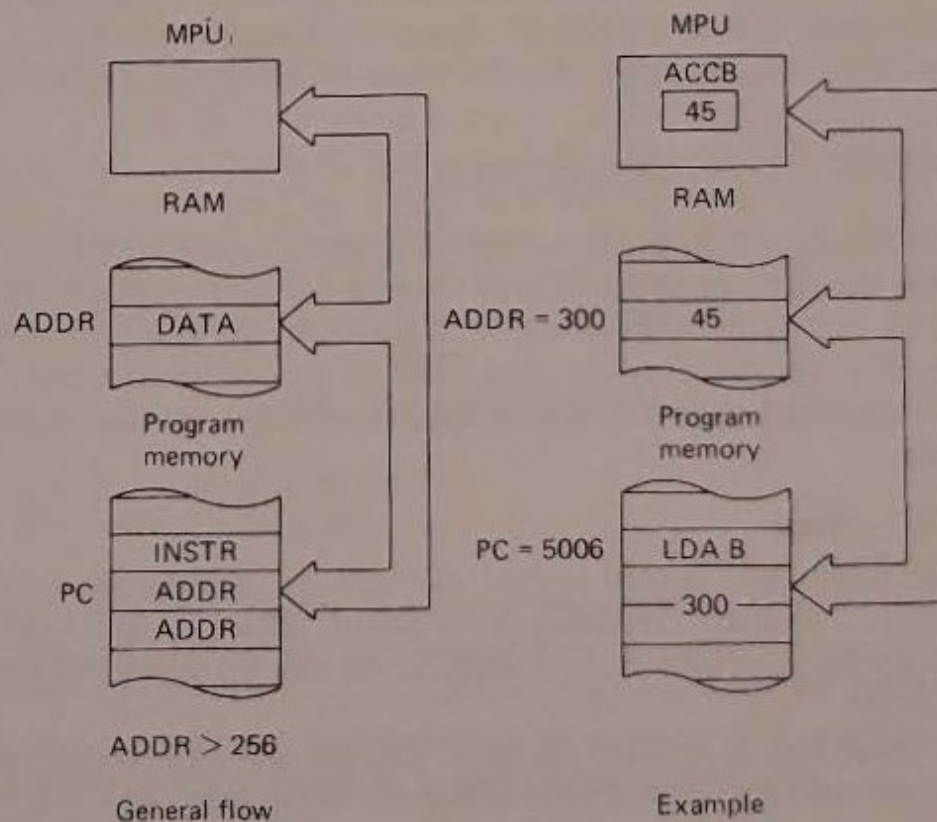 MPU
RAM
ADDR
DATA
Program
memory
INSTR
PC
ADDR
ADDR
ADDR > 256
General flow
MPU
ACCB
45
RAM
ADDR = 300
45
Program
memory
PC = 5006
LDA B
300
Example